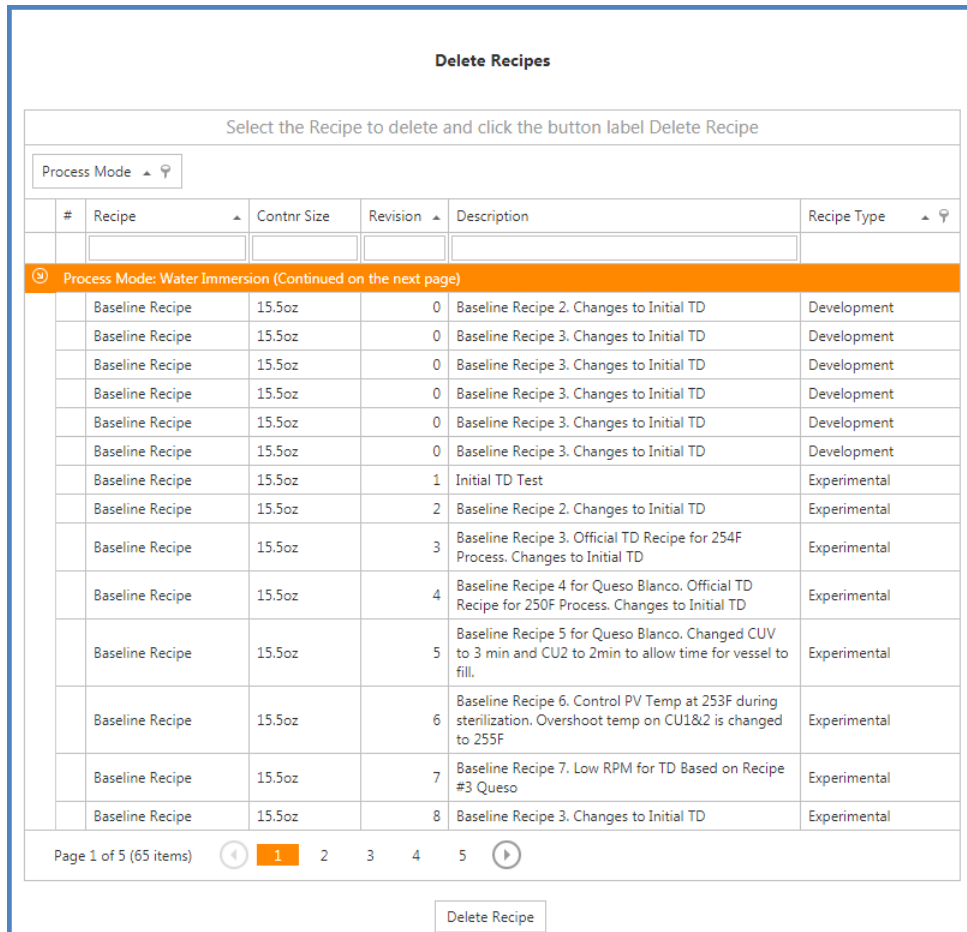 Delete Recipes
Select the Recipe to delete and click the button label Delete Recipe
Process Mode
# Recipe Contnr Size Revision Description Recipe Type
Process Mode: Water Immersion (Continued on the next page)
Baseline Recipe 15.5oz 0 Baseline Recipe 2. Changes to Initial TD Development
Baseline Recipe 15.5oz 0 Baseline Recipe 3. Changes to Initial TD Development
Baseline Recipe 15.5oz 0 Baseline Recipe 3. Changes to Initial TD Development
Baseline Recipe 15.5oz 0 Baseline Recipe 3. Changes to Initial TD Development
Baseline Recipe 15.5oz 0 Baseline Recipe 3. Changes to Initial TD Development
Baseline Recipe 15.5oz 0 Baseline Recipe 3. Changes to Initial TD Development
Baseline Recipe 15.5oz 1 Initial TD Test Experimental
Baseline Recipe 15.5oz 2 Baseline Recipe 2. Changes to Initial TD Experimental
Baseline Recipe 15.5oz 3 Baseline Recipe 3. Official TD Recipe for 254F
Process. Changes to Initial TD Experimental
Baseline Recipe 15.5oz 4 Baseline Recipe 4 for Queso Blanco. Official TD
Recipe for 250F Process. Changes to Initial TD Experimental
Baseline Recipe 15.5oz 5 Baseline Recipe 5 for Queso Blanco. Changed CUV
to 3 min and CU2 to 2min to allow time for vessel to
fill. Experimental
Baseline Recipe 15.5oz 6 Baseline Recipe 6. Control PV Temp at 253F during
sterilization. Overshoot temp on CU1&2 is changed
to 255F Experimental
Baseline Recipe 15.5oz 7 Baseline Recipe 7. Low RPM for TD Based on Recipe
#3 Queso Experimental
Baseline Recipe 15.5oz 8 Baseline Recipe 3. Changes to Initial TD Experimental
Page 1 of 5 (65 items) 1 2 3 4 5
Delete Recipe